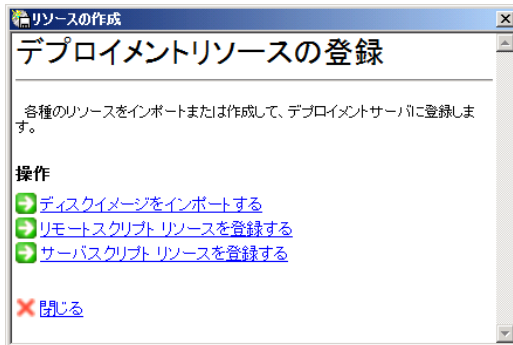 リソースの作成
デプロイメントリソースの登録
各種のリソースをインポートまたは作成して、デプロイメントサーバに登録しま
す。
操作
ディスクイメージをインポートする
リモートスクリプト リソースを登録する
サーバスクリプト リソースを登録する
閉じる